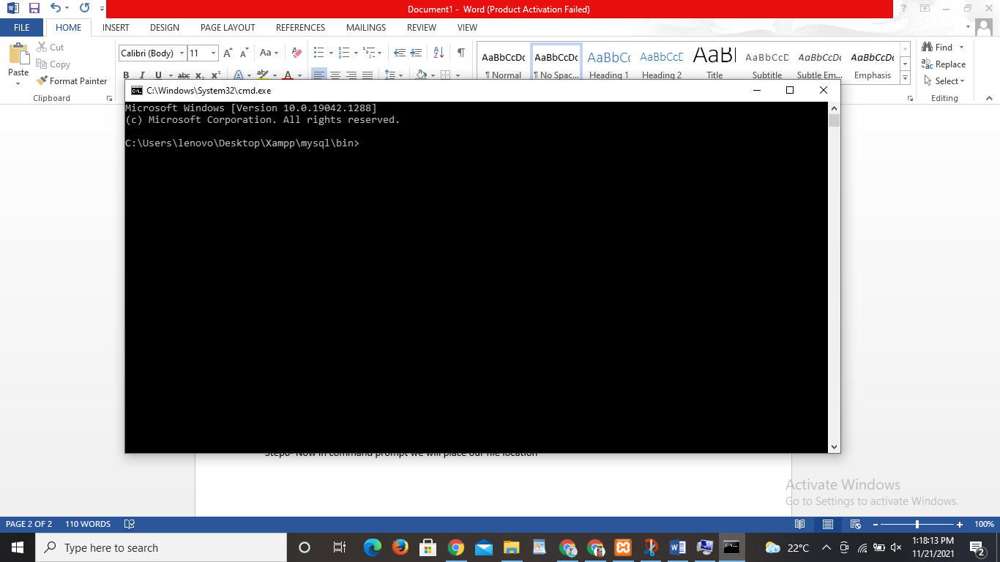 Document1 - Word (Product Activation Failed)
FILE HOME INSERT DESIGN PAGE LAYOUT REFERENCES MAILINGS REVIEW VIEW
Cut
Copy
Format Painter
Paste
Clipboard
Calibri (Body) 11
AaBbCcDc AaBbCcDc AaBbCc AaBbCcD AaBl AaBbCcD AaBbCcDc AaBbCcDc
¶ Normal ¶ No Spac... Heading 1 Heading 2 Title Subtitle Subtle Em... Emphasis
Find
Replace
Select
Editing
C:\Windows\System32\cmd.exe
Microsoft Windows [Version 10.0.19042.1288]
(c) Microsoft Corporation. All rights reserved.
C:\Users\lenovo\Desktop\Xampp\mysql\bin>
Now in command prompt we will place our file location
Activate Windows
Go to Settings to activate Windows.
PAGE 2 OF 2 110 WORDS 100%
Type here to search
22°C
1:18:13 PM
11/21/2021
2